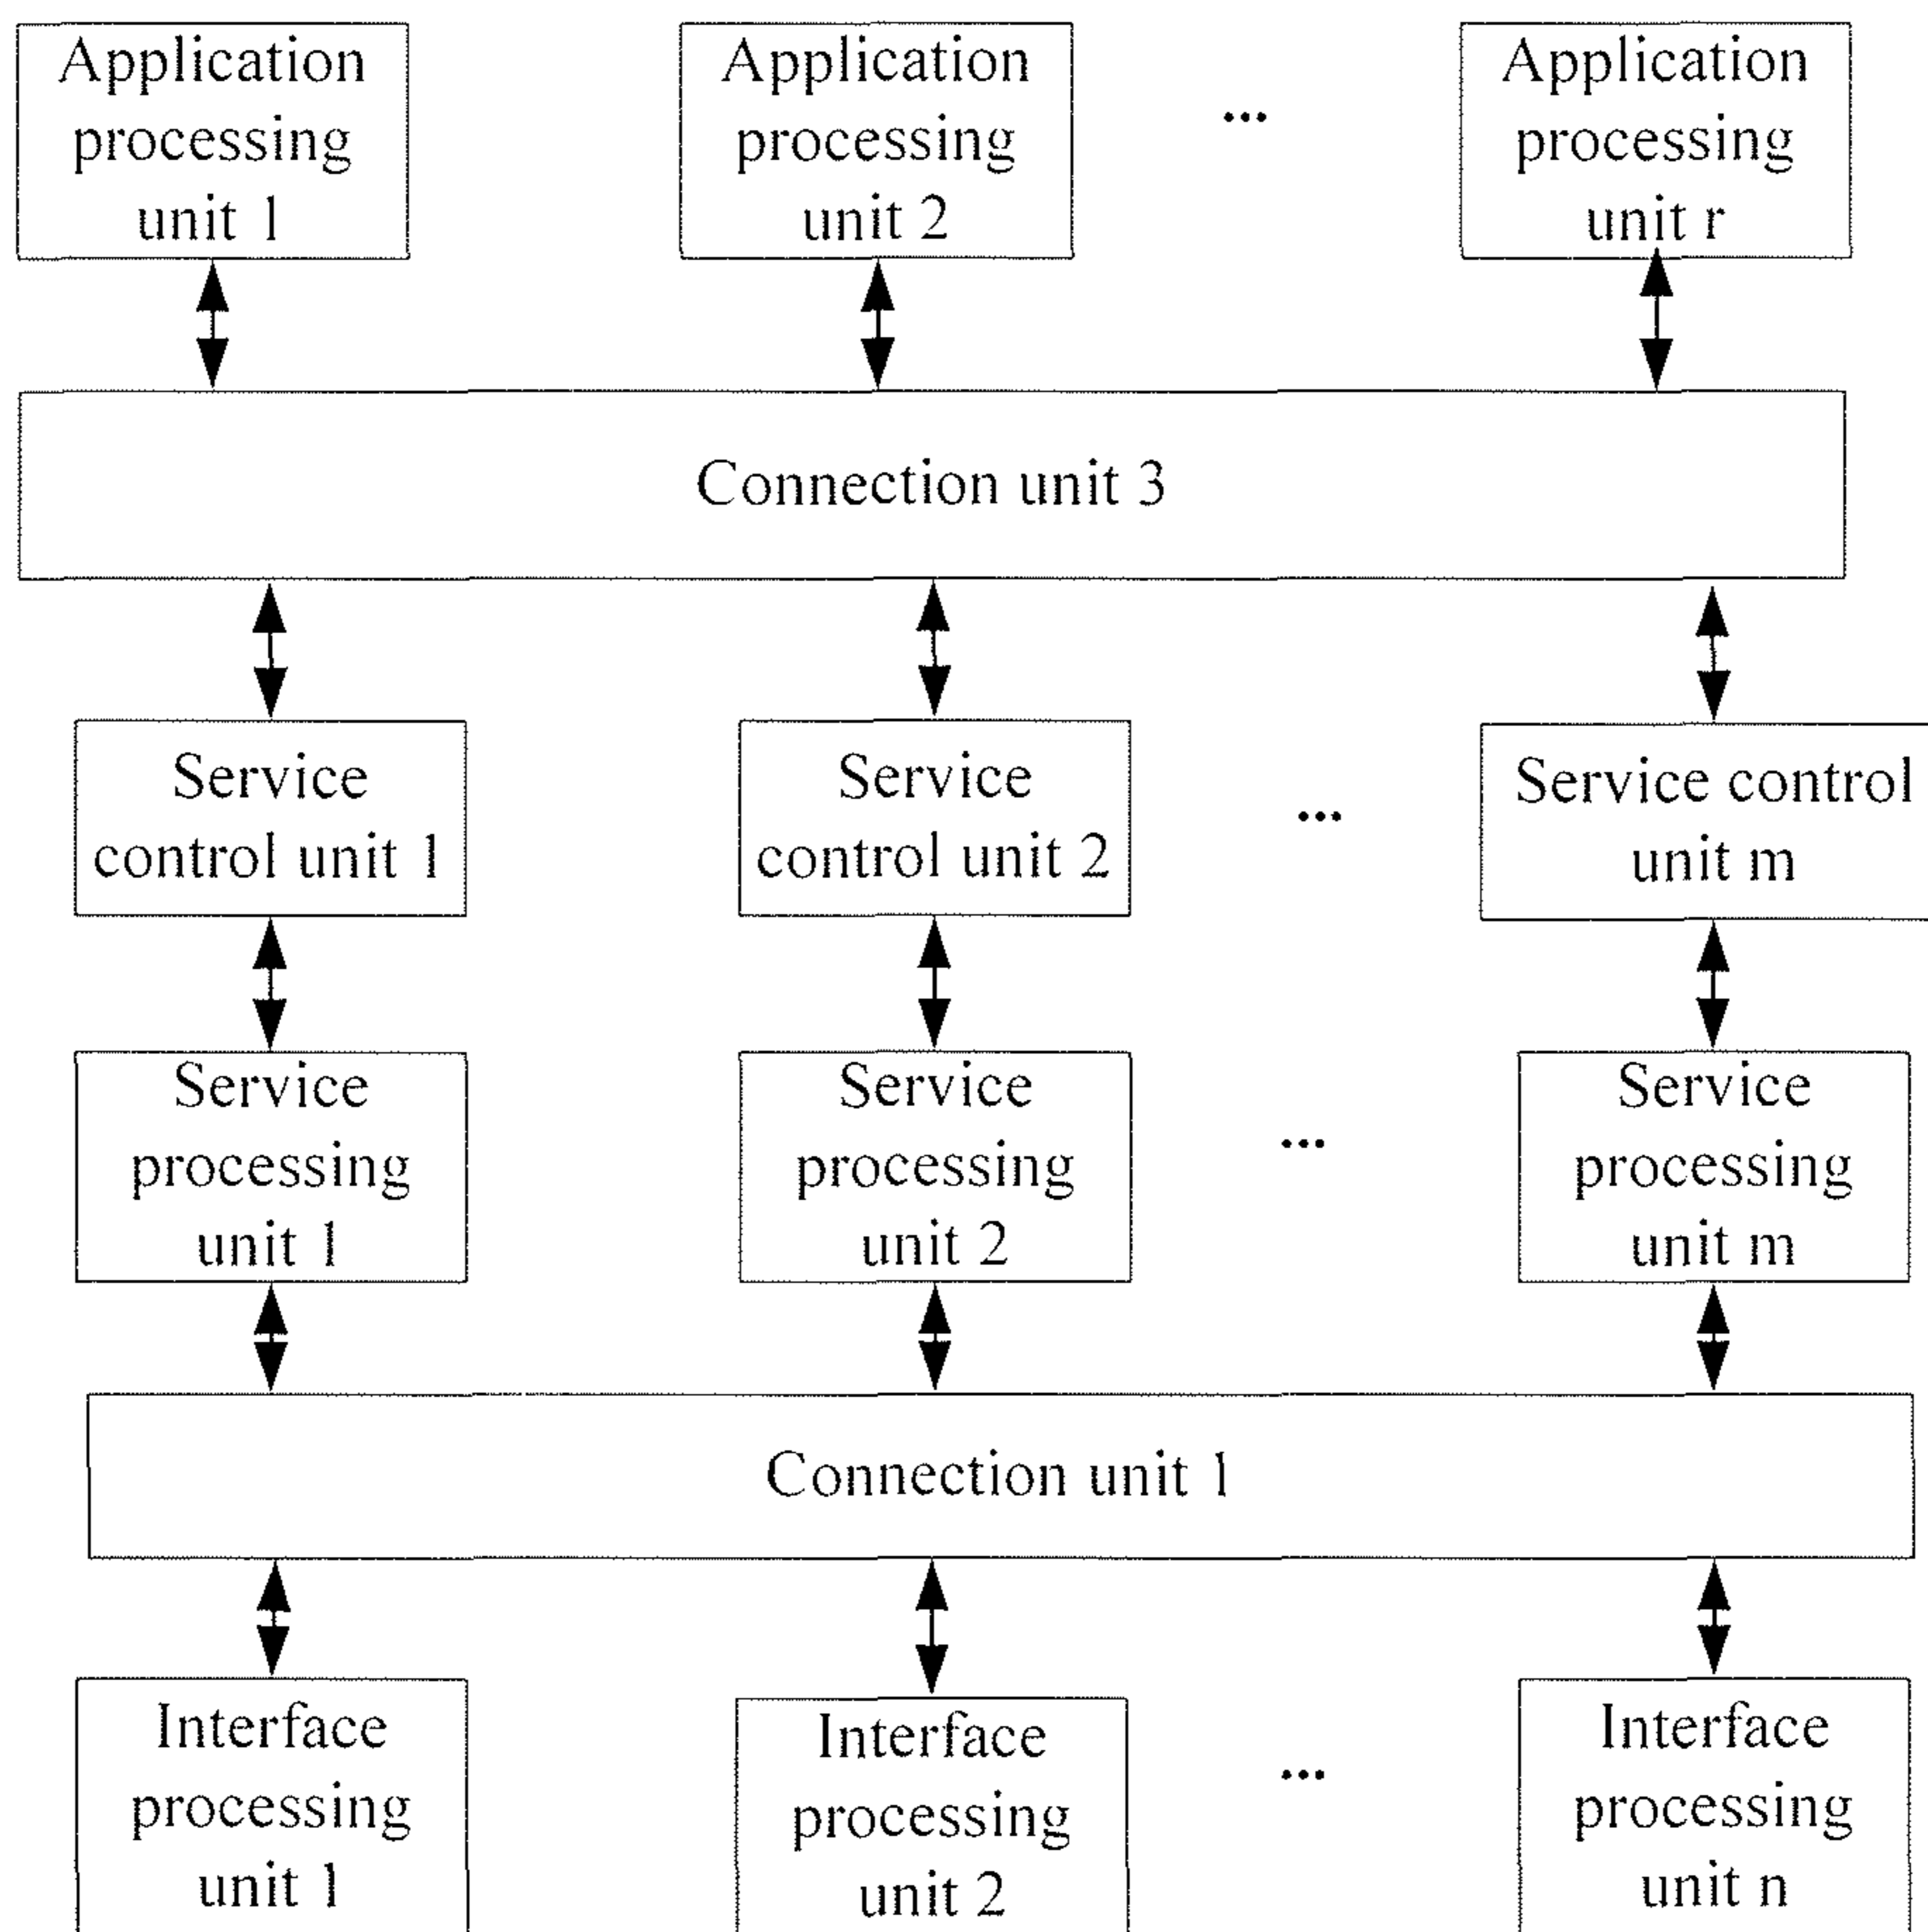 Application
processing
unit 1
Application
processing
unit 2
...
Application
processing
unit r
Connection unit 3
Service
control unit 1
Service
control unit 2
...
Service control
unit m
Service
processing
unit 1
Service
processing
unit 2
...
Service
processing
unit m
Connection unit 1
Interface
processing
unit 1
Interface
processing
unit 2
...
Interface
processing
unit n